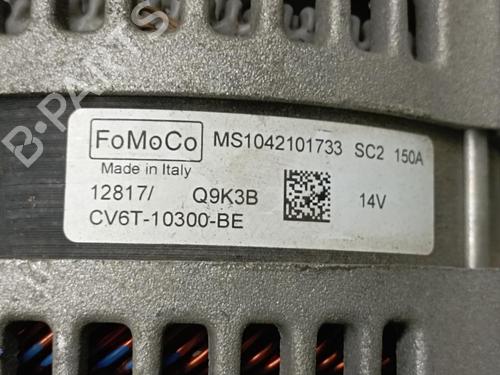 B-PARTS
FoMoCo MS1042101733 SC2 150A
Made in Italy
12817/ Q9K3B 14V
CV6T-10300-BE